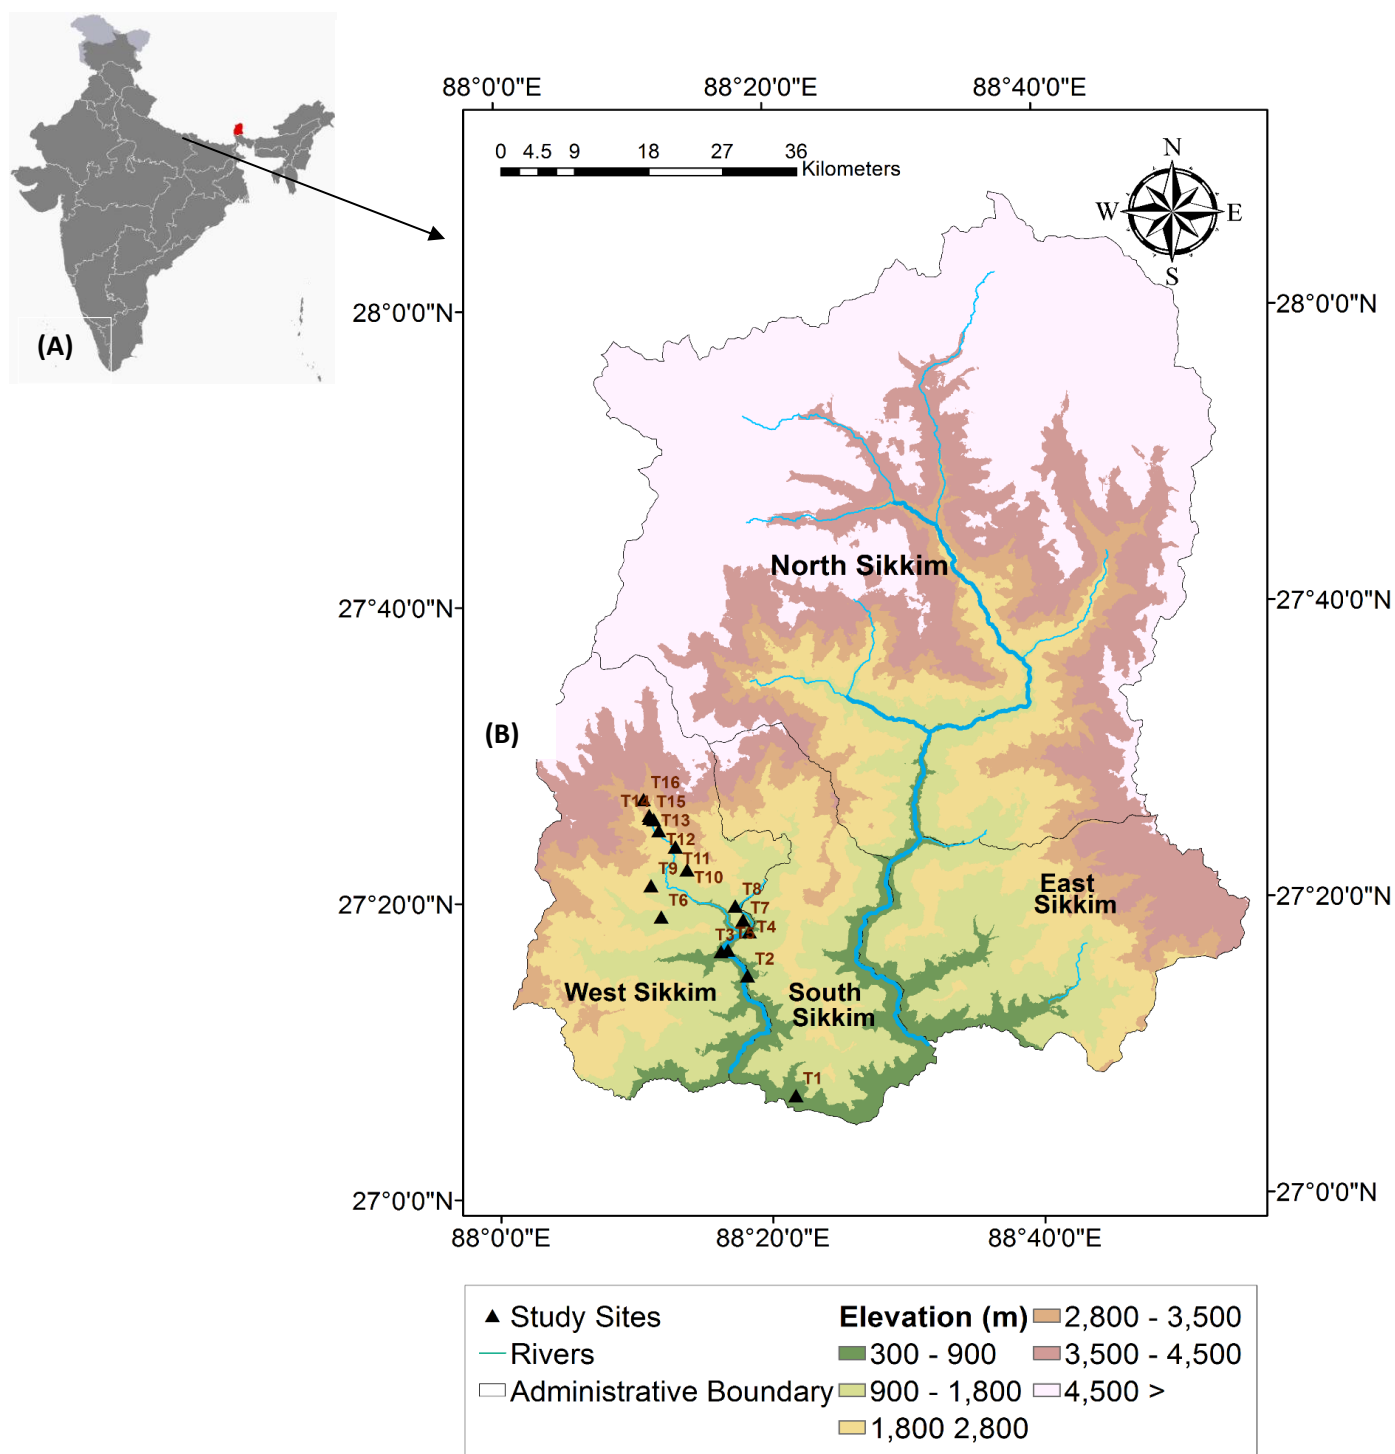 88°0'0"E 88°20'0"E 88°40'0"E
0 4.5 9 18 27 36
Kilometers
N
W E
S
28°0'0"N 28°0'0"N
(A)
North Sikkim
27°40'0"N 27°40'0"N
(B)
T16
T15
T13
T12
T11
T9
T10
T8
T6
T7
T4
T3
T2
27°20'0"N 27°20'0"N
East
Sikkim
West Sikkim
South
Sikkim
T1
27°0'0"N 27°0'0"N
88°0'0"E 88°20'0"E 88°40'0"E
Study Sites
Rivers
Administrative Boundary
Elevation (m)
300 - 900
900 - 1,800
1,800 2,800
2,800 - 3,500
3,500 - 4,500
4,500 >